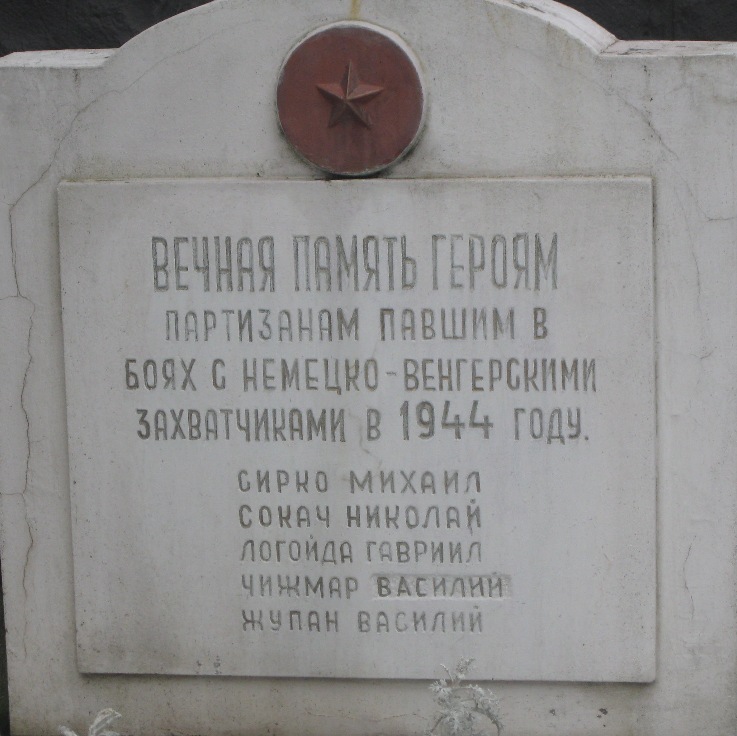 ВЕЧНАЯ ПАМЯТЬ ГЕРОЯМ
ПАРТИЗАНАМ ПАВШИМ В
БОЯХ С НЕМЕЦКО-ВЕНГЕРСКИМИ
ЗАХВАТЧИКАМИ В 1944 ГОДУ.
СИРКО МИХАИЛ
СОКАЧ НИКОЛАЙ
ЛОГОЙДА ГАВРИИЛ
ЧИЖМАР ВАСИЛИЙ
ЖУПАН ВАСИЛИЙ